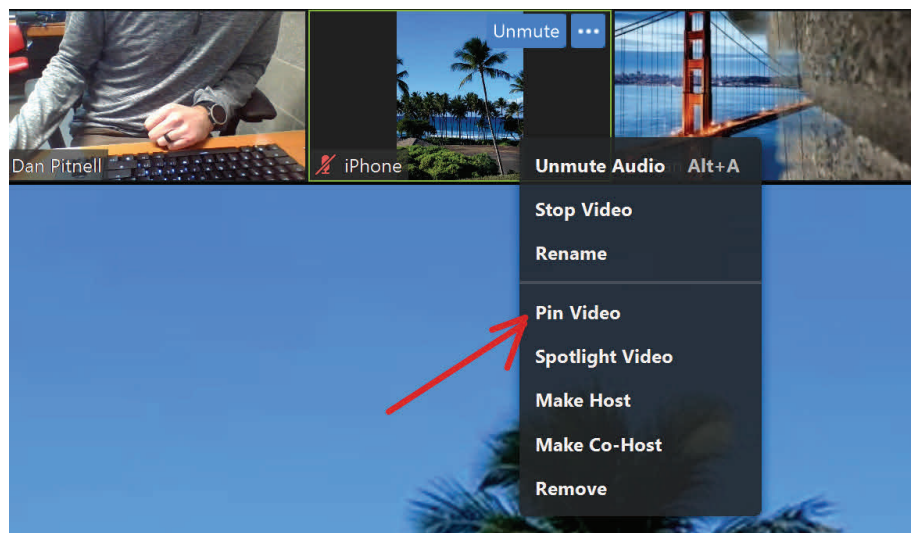 Unmute •••
Dan Pitnell
iPhone
Unmute Audio Alt+A
Stop Video
Rename
Pin Video
Spotlight Video
Make Host
Make Co-Host
Remove